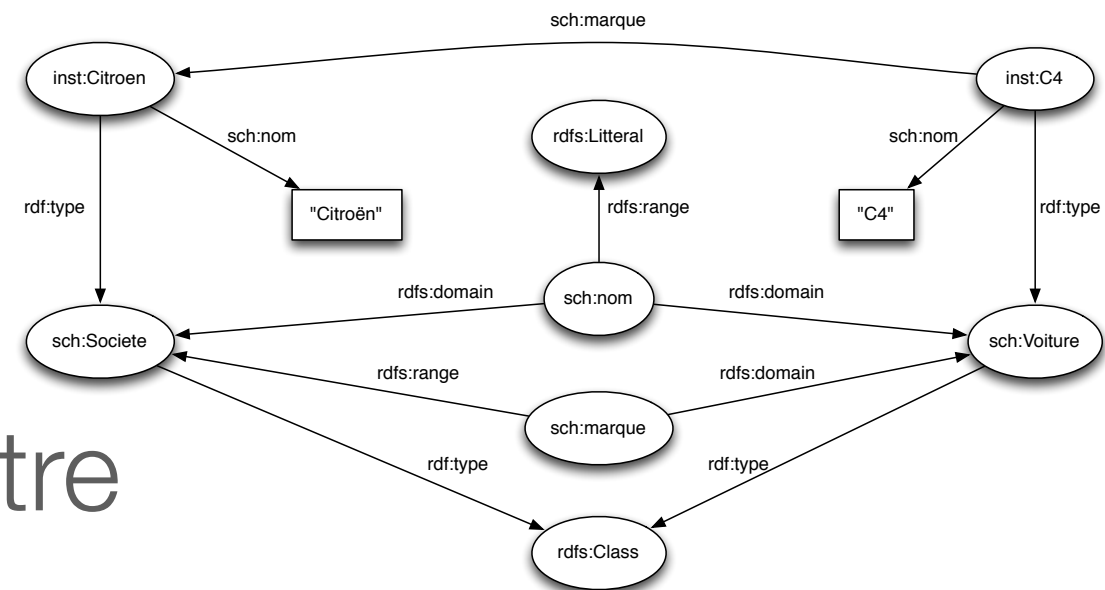 sch:marque
inst:Citroen
inst:C4
sch:nom
rdfs:Litteral
sch:nom
rdf:type
"Citroën"
rdfs:range
"C4"
rdf:type
rdfs:domain
sch:nom
rdfs:domain
sch:Societe
sch:Voiture
rdfs:range
rdfs:domain
sch:marque
tre
rdf:type
rdf:type
rdfs:Class